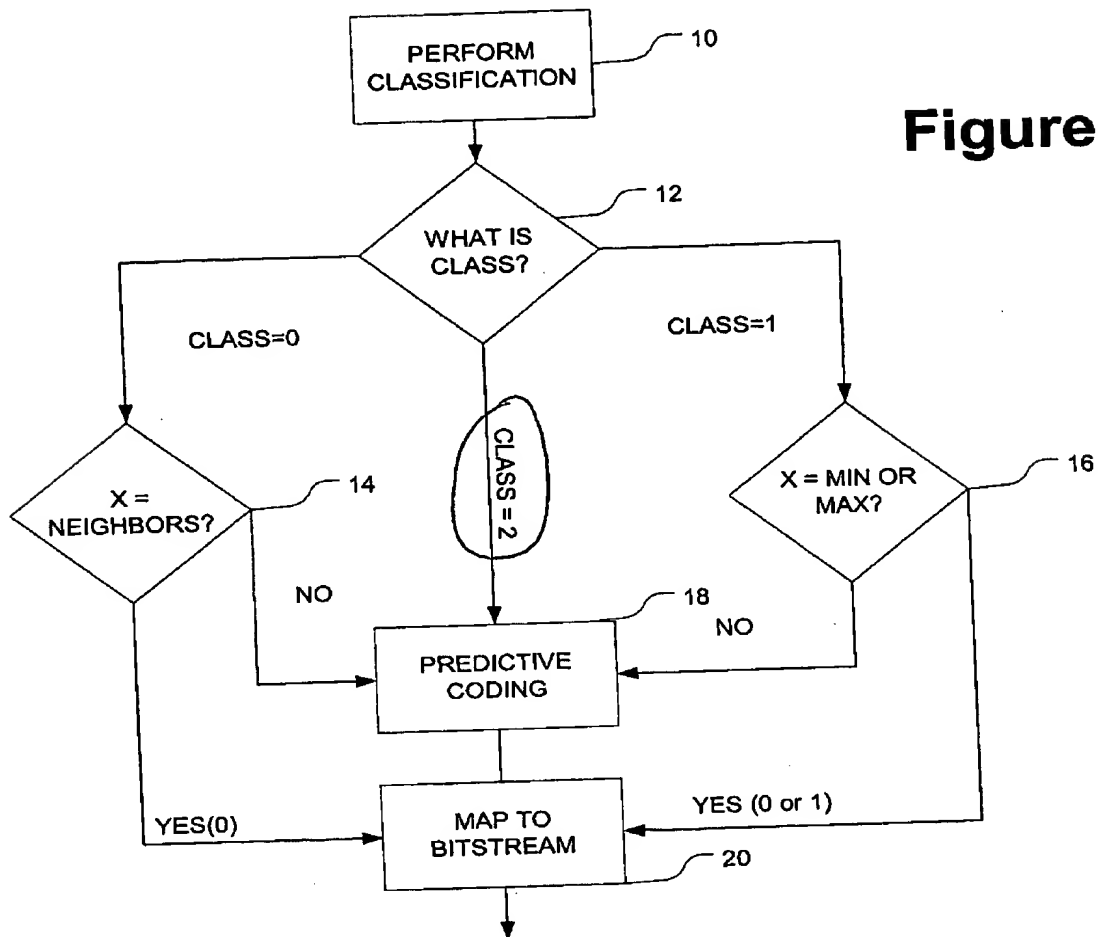 PERFORM
CLASSIFICATION
10
Figure
12
WHAT IS
CLASS?
CLASS=0
CLASS=1
CLASS = 2
X =
NEIGHBORS?
14
X = MIN OR
MAX?
16
NO
18
NO
PREDICTIVE
CODING
YES(0)
MAP TO
BITSTREAM
YES (0 or 1)
20